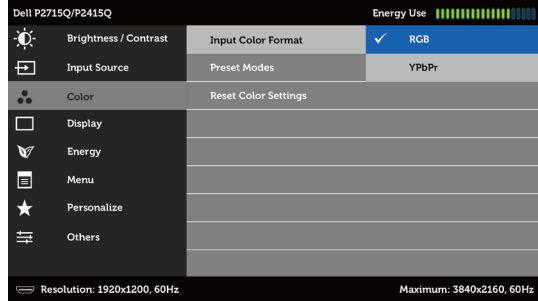 Dell P2715Q/P2415Q
Energy Use
Brightness / Contrast
Input Color Format
RGB
Input Source
Preset Modes
YPbPr
Color
Reset Color Settings
Display
Energy
Menu
Personalize
Others
Resolution: 1920x1200, 60Hz
Maximum: 3840x2160, 60Hz